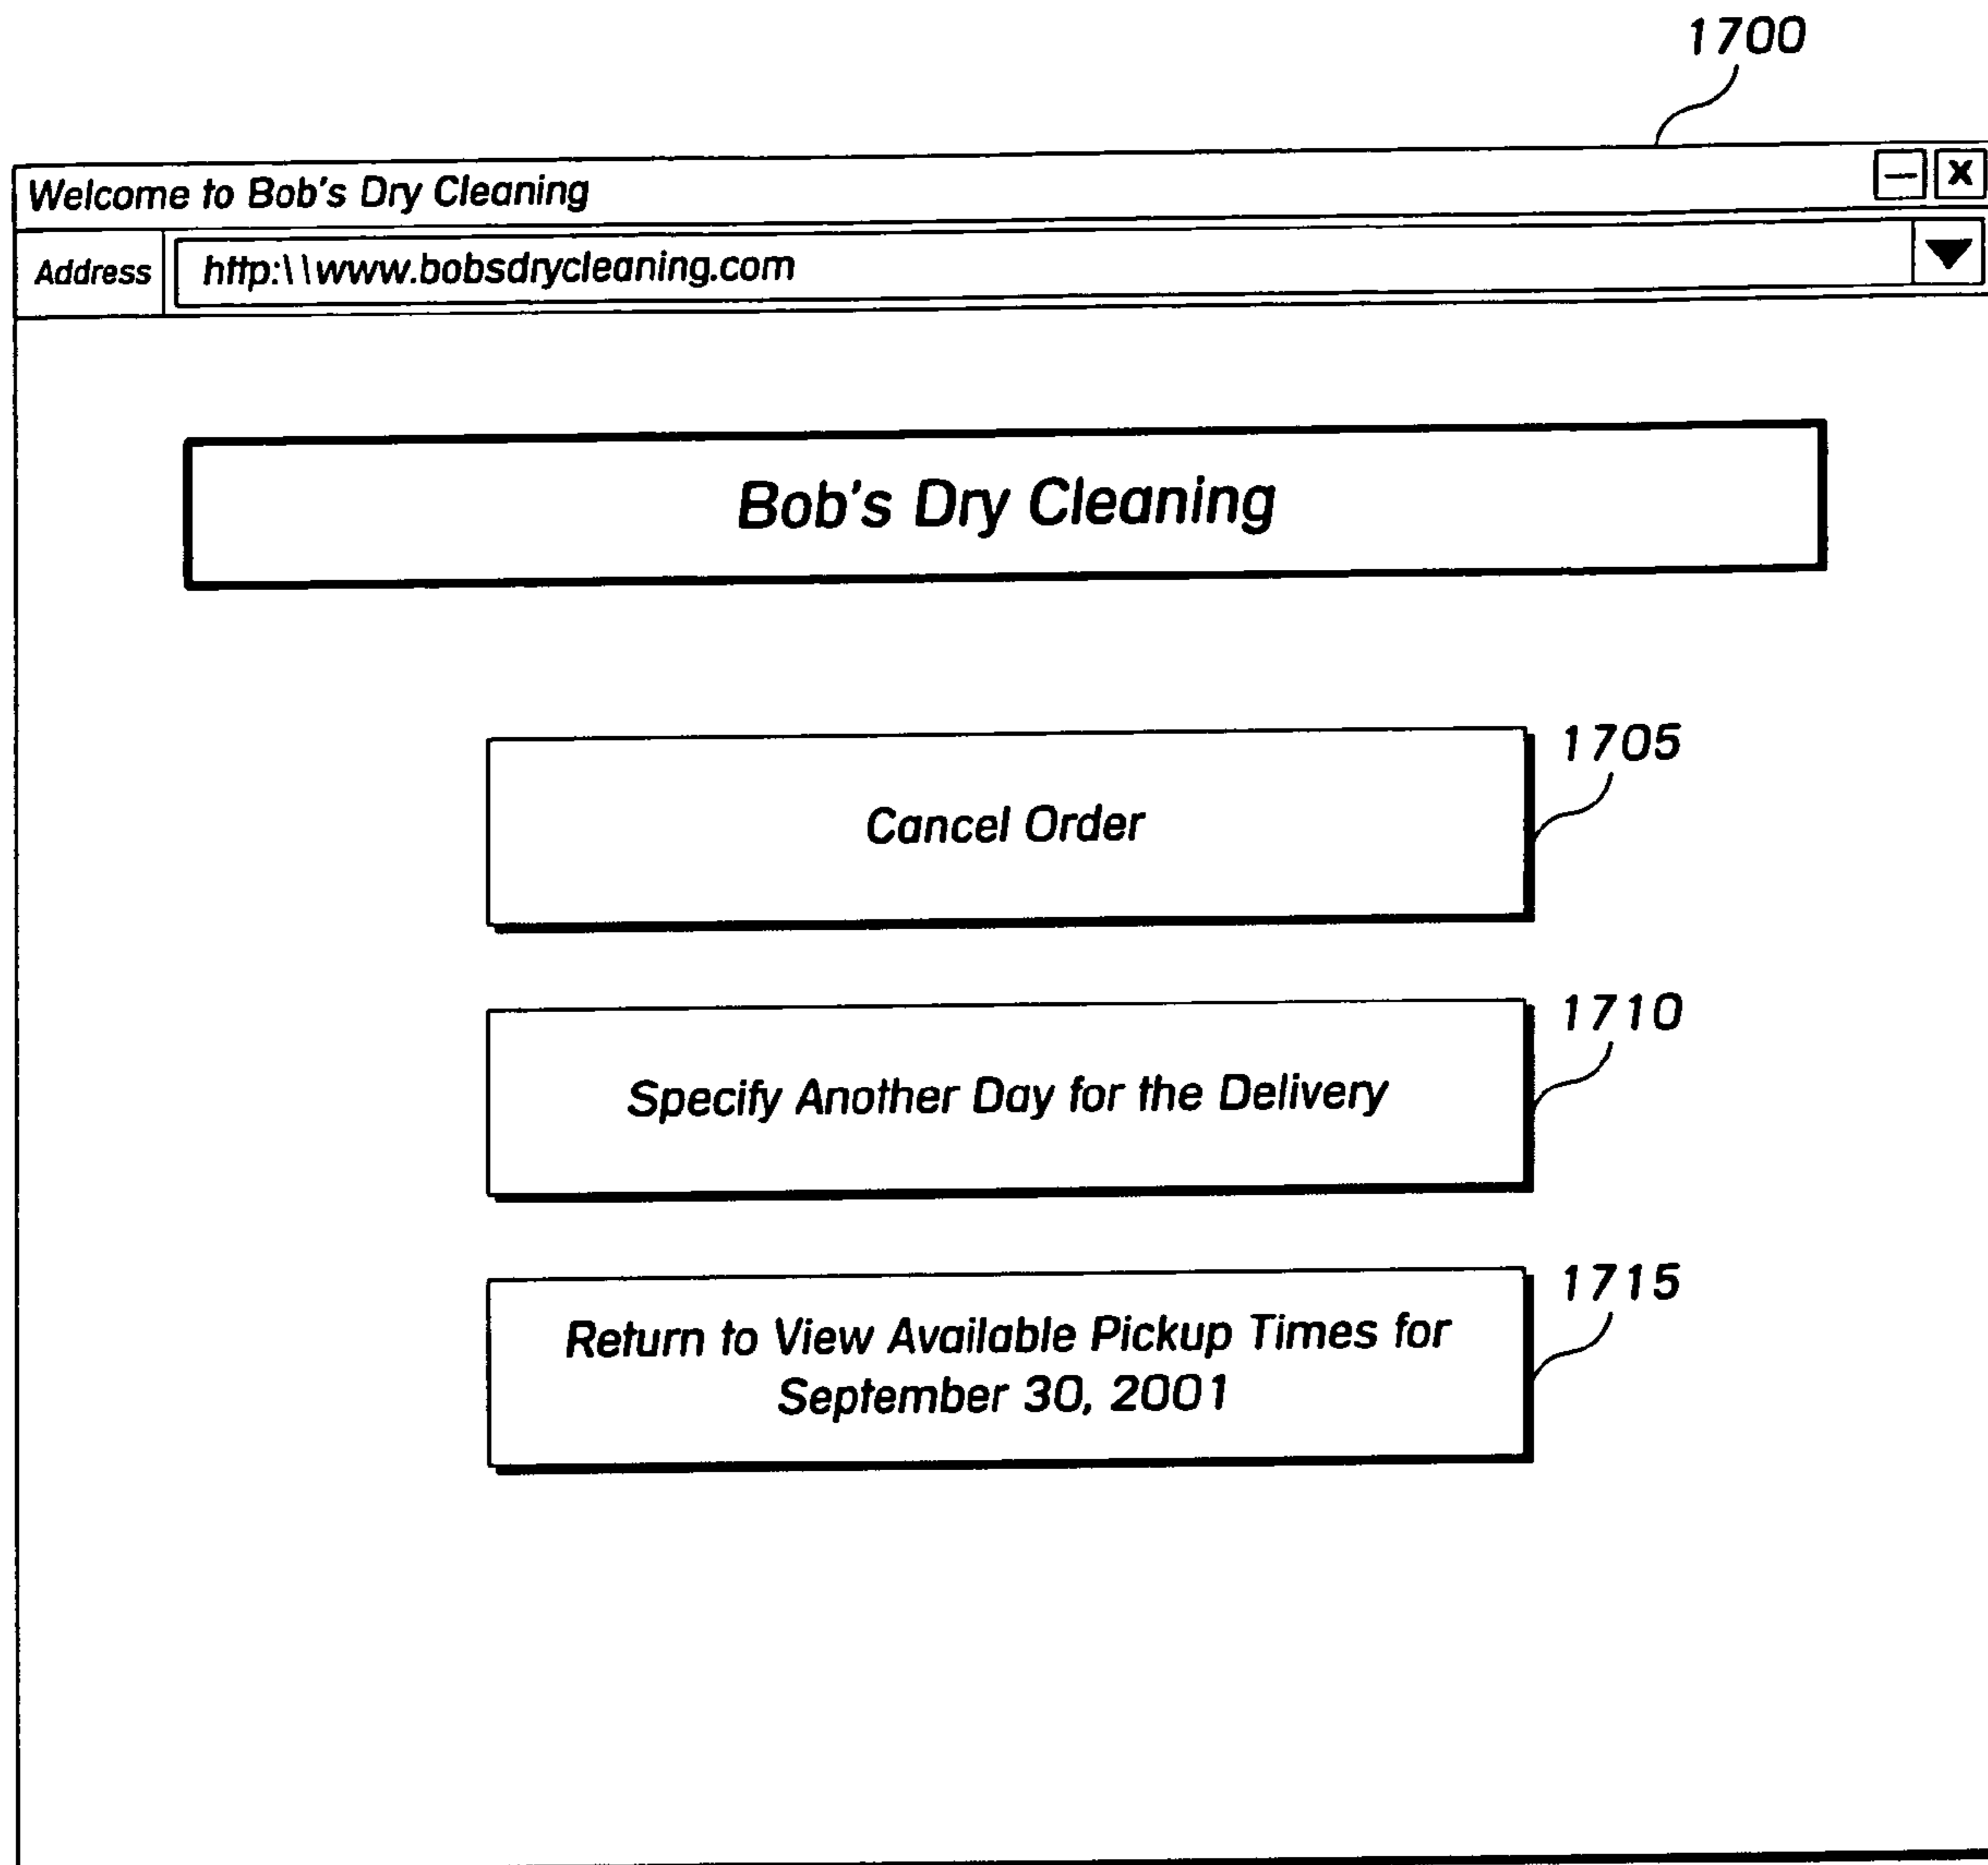 1700
Welcome to Bob's Dry Cleaning
Address http:\\www.bobsdrycleaning.com
Bob's Dry Cleaning
1705
Cancel Order
1710
Specify Another Day for the Delivery
1715
Return to View Available Pickup Times for
September 30, 2001